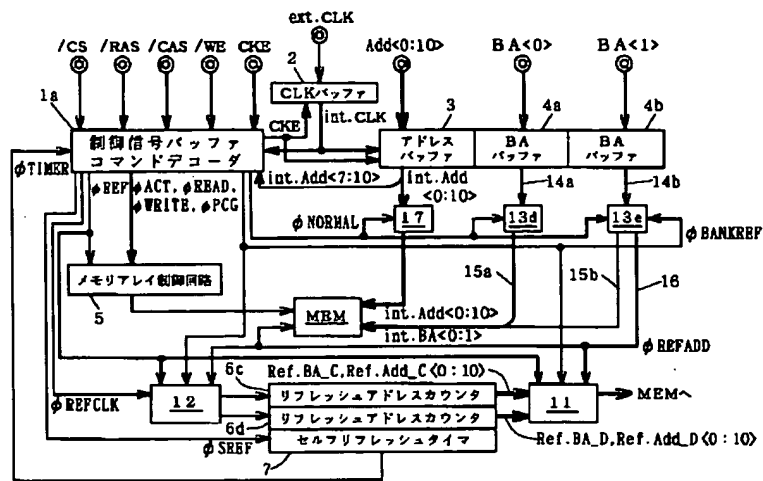 ext.CLK
/CS /RAS /CAS /WE CKE
Add<0:10>
BA<0>
BA<1>
1a
2
CLKバッファ
3
4a
4b
CKE
int.CLK
制御信号バッファ
コマンドデコーダ
アドレス
バッファ
BA
バッファ
BA
バッファ
φTIMER
φREF
φACT, φREAD,
φWRITE, φPCG
int.Add<7:10>
int.Add
<0:10>
14a
14b
φNORMAL
17
13d
13e
φBANKREF
メモリアレイ制御回路
5
15a
15b
16
MEM
int.Add<0:10>
int.BA<0:1>
φREFADD
Ref.BA_C,Ref.Add_C<0:10>
6c
φREFCLK
12
リフレッシュアドレスカウンタ
11
MEMへ
6d
リフレッシュアドレスカウンタ
φSREF
セルフリフレッシュタイマ
Ref.BA_D,Ref.Add_D<0:10>
7